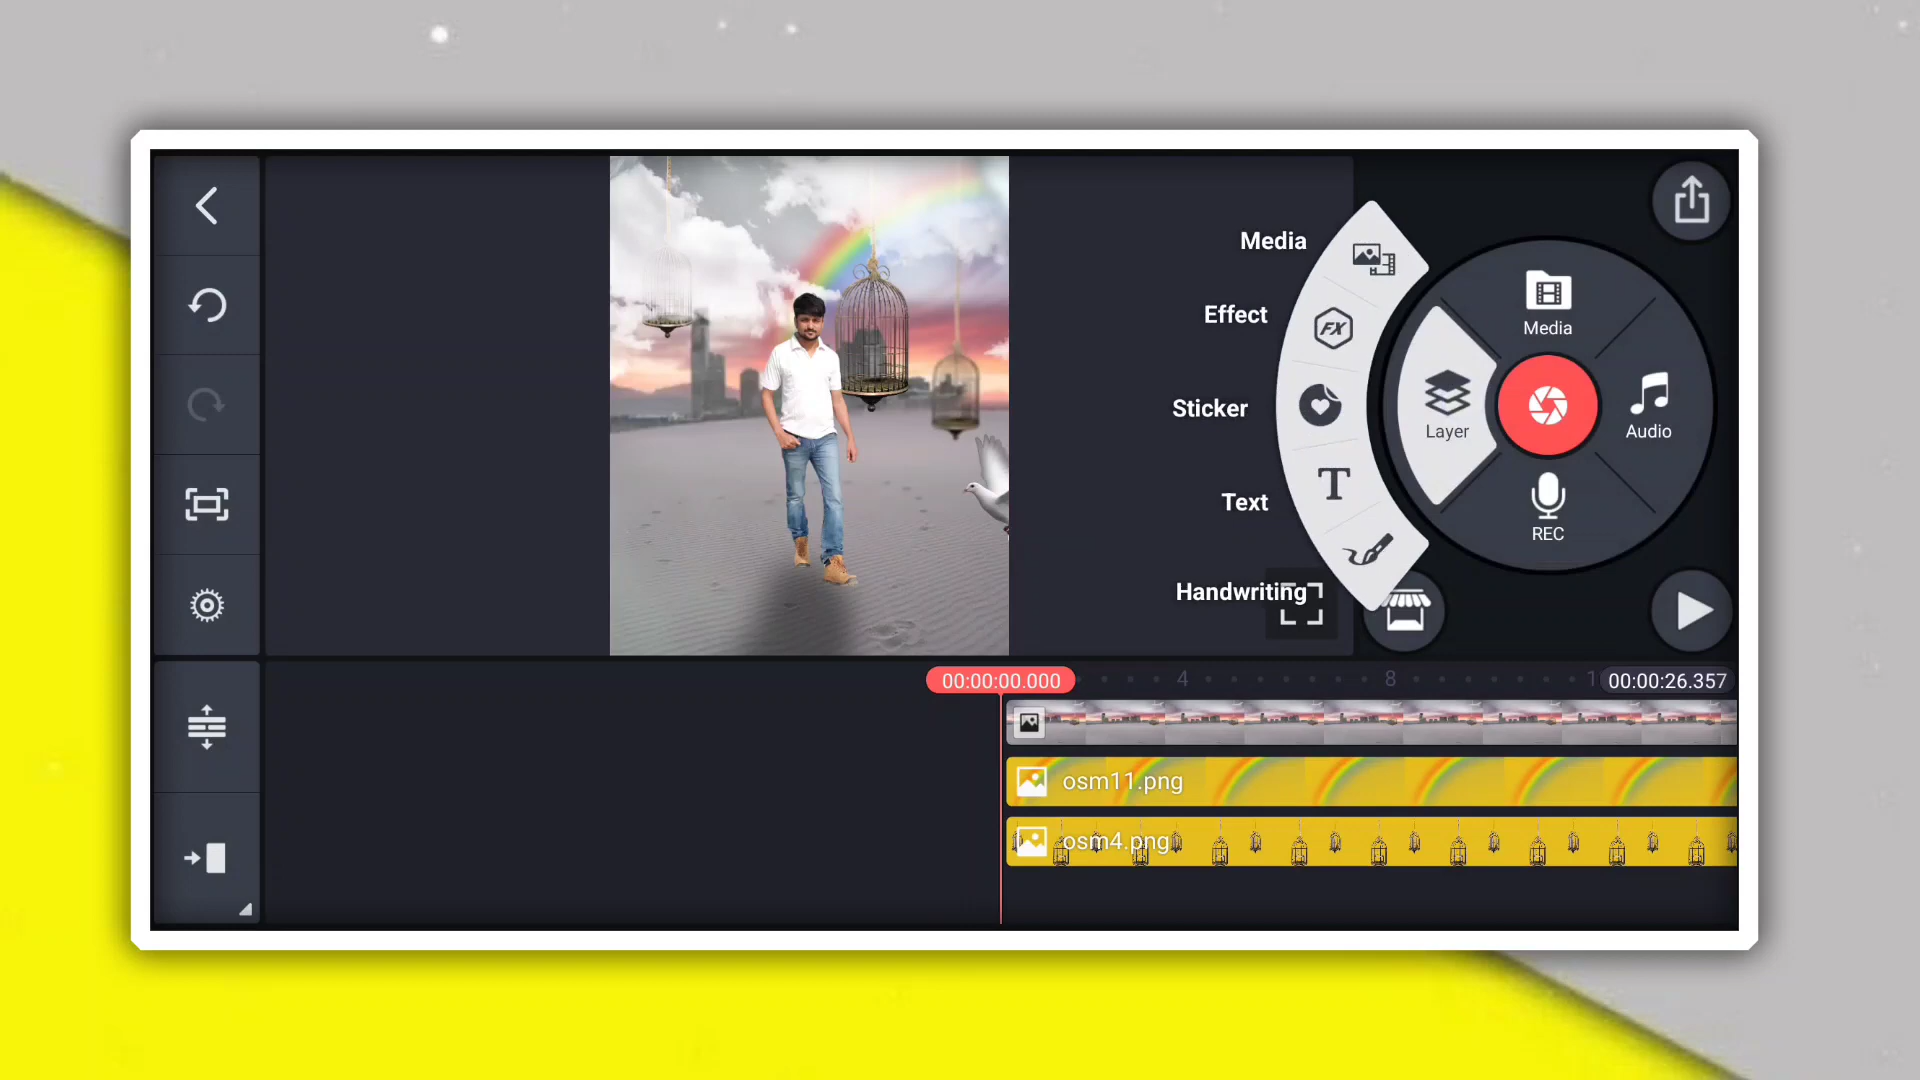 Media
Effect
Sticker
Text
Handwriting
Media
Layer
Audio
REC
00:00:00.000
4
8
1
00:00:26.357
osm11.png
osm4.png